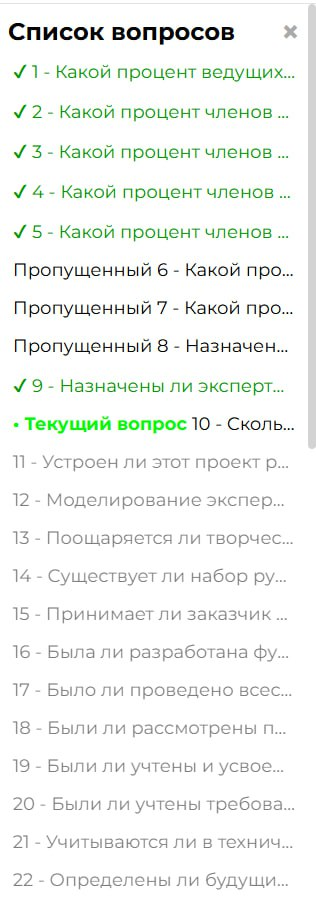 Список вопросов ×
✓ 1 - Какой процент ведущих...
✓ 2 - Какой процент членов ...
✓ 3 - Какой процент членов ...
✓ 4 - Какой процент членов ...
✓ 5 - Какой процент членов ...
Пропущенный 6 - Какой про...
Пропущенный 7 - Какой про...
Пропущенный 8 - Назначен...
✓ 9 - Назначены ли эксперт...
• Текущий вопрос 10 - Сколь...
11 - Устроен ли этот проект р...
12 - Моделирование экспер...
13 - Поощаряется ли творчес...
14 - Существует ли набор ру...
15 - Принимает ли заказчик ...
16 - Была ли разработана фу...
17 - Было ли проведено всес...
18 - Были ли рассмотрены п...
19 - Были ли учтены и усвое...
20 - Были ли учтены требова...
21 - Учитываются ли в технич...
22 - Определены ли будущи...